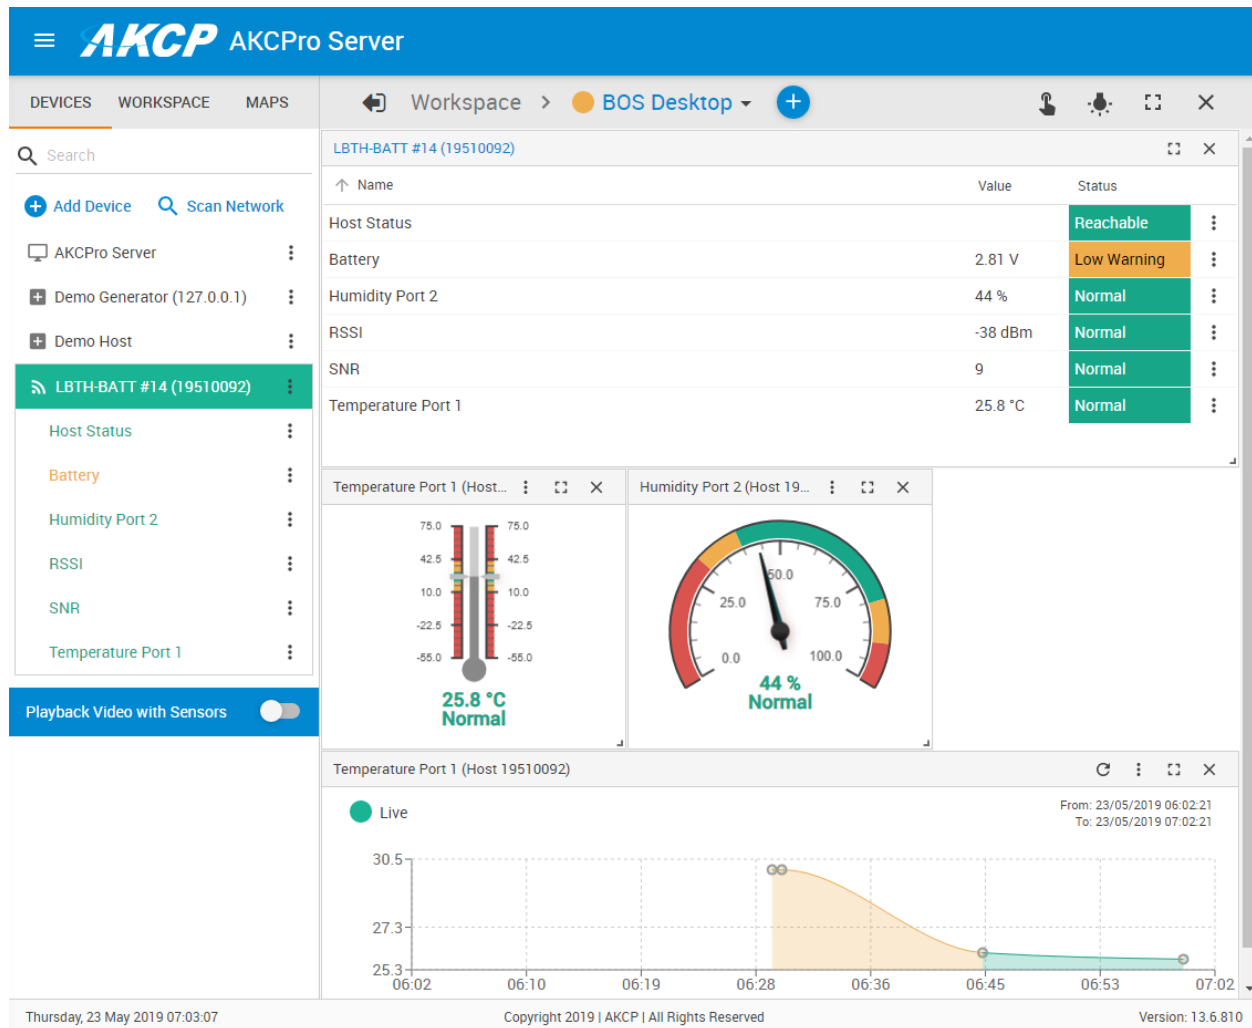 AKCP AKCPro Server
DEVICES WORKSPACE MAPS
Workspace > BOS Desktop
Search
Add Device Scan Network
AKCPro Server
Demo Generator (127.0.0.1)
Demo Host
LBTH-BATT #14 (19510092)
Host Status
Battery
Humidity Port 2
RSSI
SNR
Temperature Port 1
Playback Video with Sensors
LBTH-BATT #14 (19510092)
Name Value Status
Host Status Reachable
Battery 2.81 V Low Warning
Humidity Port 2 44 % Normal
RSSI -38 dBm Normal
SNR 9 Normal
Temperature Port 1 25.8 °C Normal
Temperature Port 1 (Host...
75.0 75.0
42.5 42.5
10.0 10.0
-22.5 -22.5
-55.0 -55.0
25.8 °C
Normal
Humidity Port 2 (Host 19...
50.0
25.0 75.0
0.0 100.0
44 %
Normal
Temperature Port 1 (Host 19510092)
Live
From: 23/05/2019 06:02:21
To: 23/05/2019 07:02:21
30.5
27.3
25.3
06:02 06:10 06:19 06:28 06:36 06:45 06:53 07:02
Thursday, 23 May 2019 07:03:07 Copyright 2019 | AKCP | All Rights Reserved Version: 13.6.810